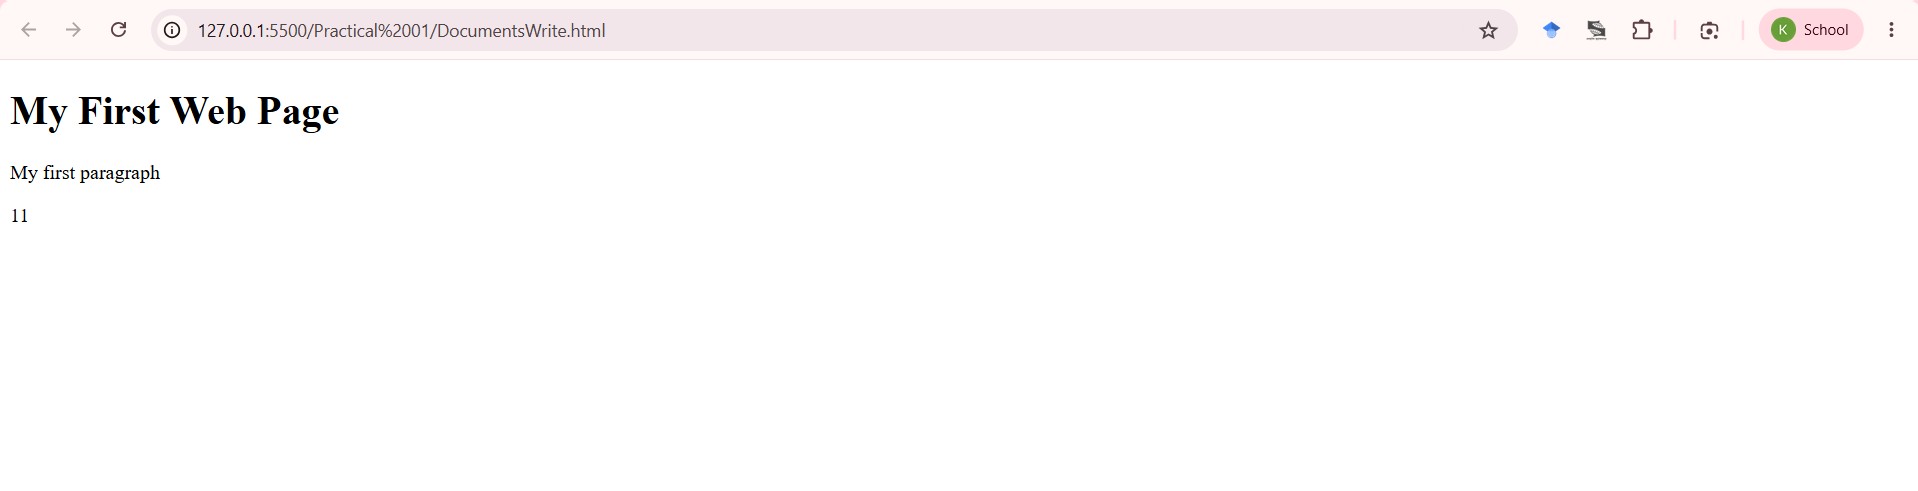 127.0.0.1:5500/Practical%2001/DocumentsWrite.html
K School
My First Web Page
My first paragraph
11